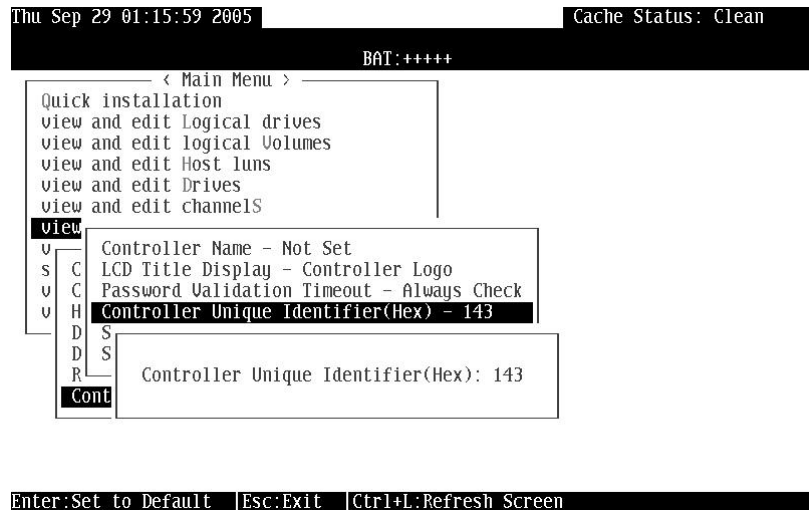 Thu Sep 29 01:15:59 2005 Cache Status: Clean
BAT:+++++
< Main Menu >
Quick installation
view and edit Logical drives
view and edit logical Volumes
view and edit Host luns
view and edit Drives
view and edit channelS
view
v Controller Name - Not Set
s C LCD Title Display - Controller Logo
v C Password Validation Timeout - Always Check
v H Controller Unique Identifier(Hex) - 143
D S
D S
R Controller Unique Identifier(Hex): 143
Cont
Enter:Set to Default |Esc:Exit |Ctrl+L:Refresh Screen